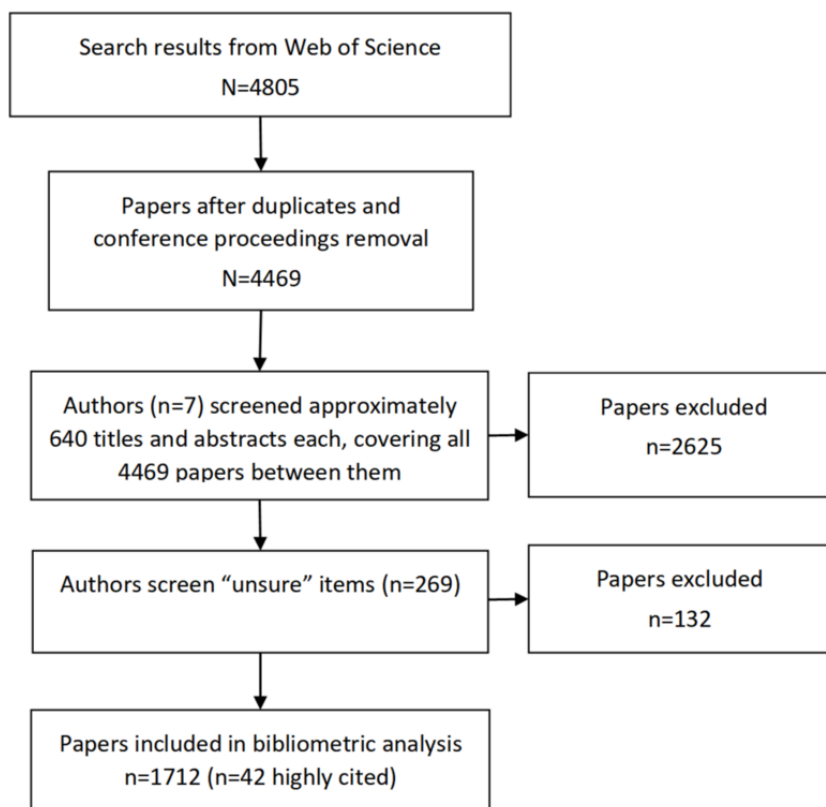 Search results from Web of Science
N=4805
Papers after duplicates and
conference proceedings removal
N=4469
Authors (n=7) screened approximately
640 titles and abstracts each, covering all
4469 papers between them
Papers excluded
n=2625
Authors screen “unsure” items (n=269)
Papers excluded
n=132
Papers included in bibliometric analysis
n=1712 (n=42 highly cited)